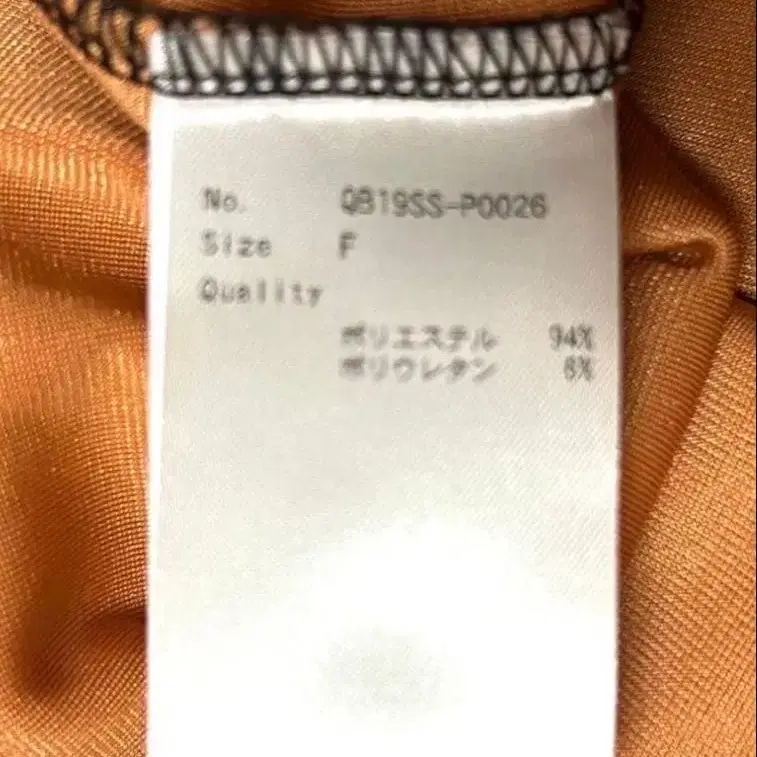 No. QB19SS-P0026
Size F
Quality
ポリエステル 94%
ポリウレタン 6%